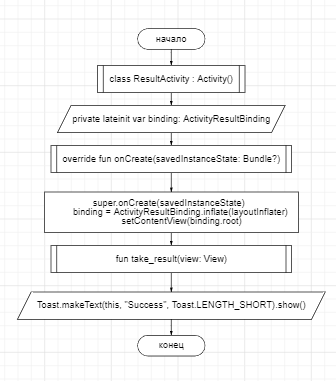 начало
class ResultActivity : Activity()
private lateinit var binding: ActivityResultBinding
override fun onCreate(savedInstanceState: Bundle?)
super.onCreate(savedInstanceState)
binding = ActivityResultBinding.inflate(layoutInflater)
setContentView(binding.root)
fun take_result(view: View)
Toast.makeText(this, "Success", Toast.LENGTH_SHORT).show()
конец